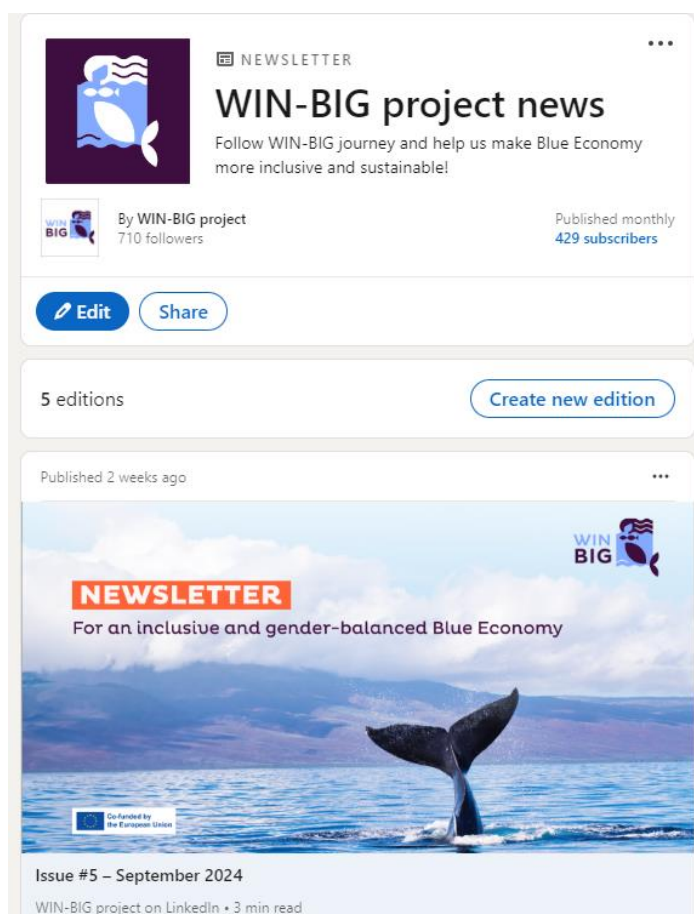 NEWSLETTER
WIN-BIG project news
Follow WIN-BIG journey and help us make Blue Economy
more inclusive and sustainable!
WIN
BIG
By WIN-BIG project
710 followers
Published monthly
429 subscribers
Edit
Share
5 editions
Create new edition
Published 2 weeks ago
WIN
BIG
NEWSLETTER
For an inclusive and gender-balanced Blue Economy
Co-funded by
the European Union
Issue #5 – September 2024
WIN-BIG project on LinkedIn • 3 min read